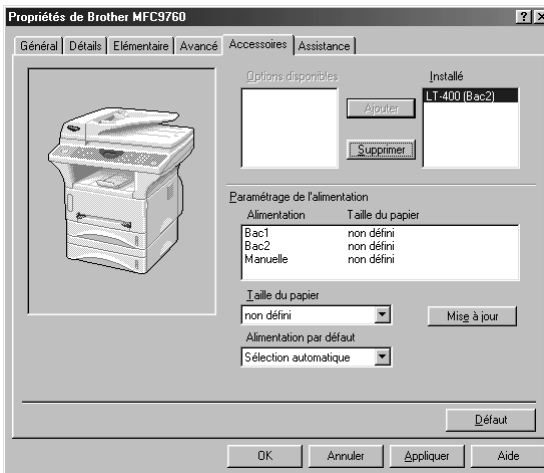 Propriétés de Brother MFC9760
Général Détails Elémentaire Avancé Accessoires Assistance
Options disponibles
Installé
LT-400 (Bac2)
Ajouter
Supprimer
Paramétrage de l'alimentation
Alimentation Taille du papier
Bac1 non défini
Bac2 non défini
Manuelle non défini
Taille du papier
non défini
Mise à jour
Alimentation par défaut
Sélection automatique
Défaut
OK Annuler Appliquer Aide